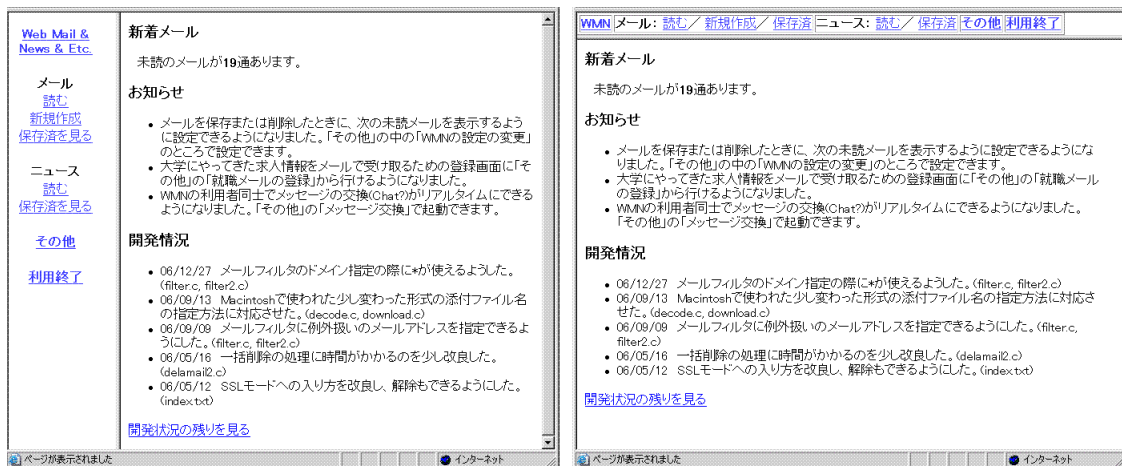 Web Mail &
News & Etc.
メール
読む
新規作成
保存済を見る
ニュース
読む
保存済を見る
その他
利用終了
新着メール
未読のメールが19通あります。
お知らせ
• メールを保存または削除したときに、次の未読メールを表示するよう
に設定できるようになりました。「その他」の中の「WMNの設定の変更」
のところで設定できます。
• 大学にやってきた求人情報をメールで受け取るための登録画面に「そ
の他」の「就職メールの登録」から行けるようになりました。
• WMNの利用者同士でメッセージの交換(Chat?)がリアルタイムにできる
ようになりました。「その他」の「メッセージ交換」で起動できます。
開発情況
• 06/12/27 メールフィルタのドメイン指定の際に*が使えるようした。
(filter.c, filter2.c)
• 06/09/13 Macintoshで使われた少し変わった形式の添付ファイル名
の指定方法に対応させた。(decode.c, download.c)
• 06/09/09 メールフィルタに例外扱いのメールアドレスを指定できるよ
うにした。(filter.c, filter2.c)
• 06/05/16 一括削除の処理に時間がかかるのを少し改良した。
(delamail2.c)
• 06/05/12 SSLモードへの入り方を改良し、解除もできるようにした。
(index.txt)
開発状況の残りを見る
ページが表示されました
インターネット
WMN メール: 読む／ 新規作成／ 保存済 ニュース: 読む／ 保存済 その他 利用終了
新着メール
未読のメールが19通あります。
お知らせ
• メールを保存または削除したときに、次の未読メールを表示するように設定できるようにな
りました。「その他」の中の「WMNの設定の変更」のところで設定できます。
• 大学にやってきた求人情報をメールで受け取るための登録画面に「その他」の「就職メール
の登録」から行けるようになりました。
• WMNの利用者同士でメッセージの交換(Chat?)がリアルタイムにできるようになりました。
「その他」の「メッセージ交換」で起動できます。
開発情況
• 06/12/27 メールフィルタのドメイン指定の際に*が使えるようした。(filter.c, filter2.c)
• 06/09/13 Macintoshで使われた少し変わった形式の添付ファイル名の指定方法に対応さ
せた。(decode.c, download.c)
• 06/09/09 メールフィルタに例外扱いのメールアドレスを指定できるようにした。(filter.c,
filter2.c)
• 06/05/16 一括削除の処理に時間がかかるのを少し改良した。(delamail2.c)
• 06/05/12 SSLモードへの入り方を改良し、解除もできるようにした。(index.txt)
開発状況の残りを見る
ページが表示されました
インターネット